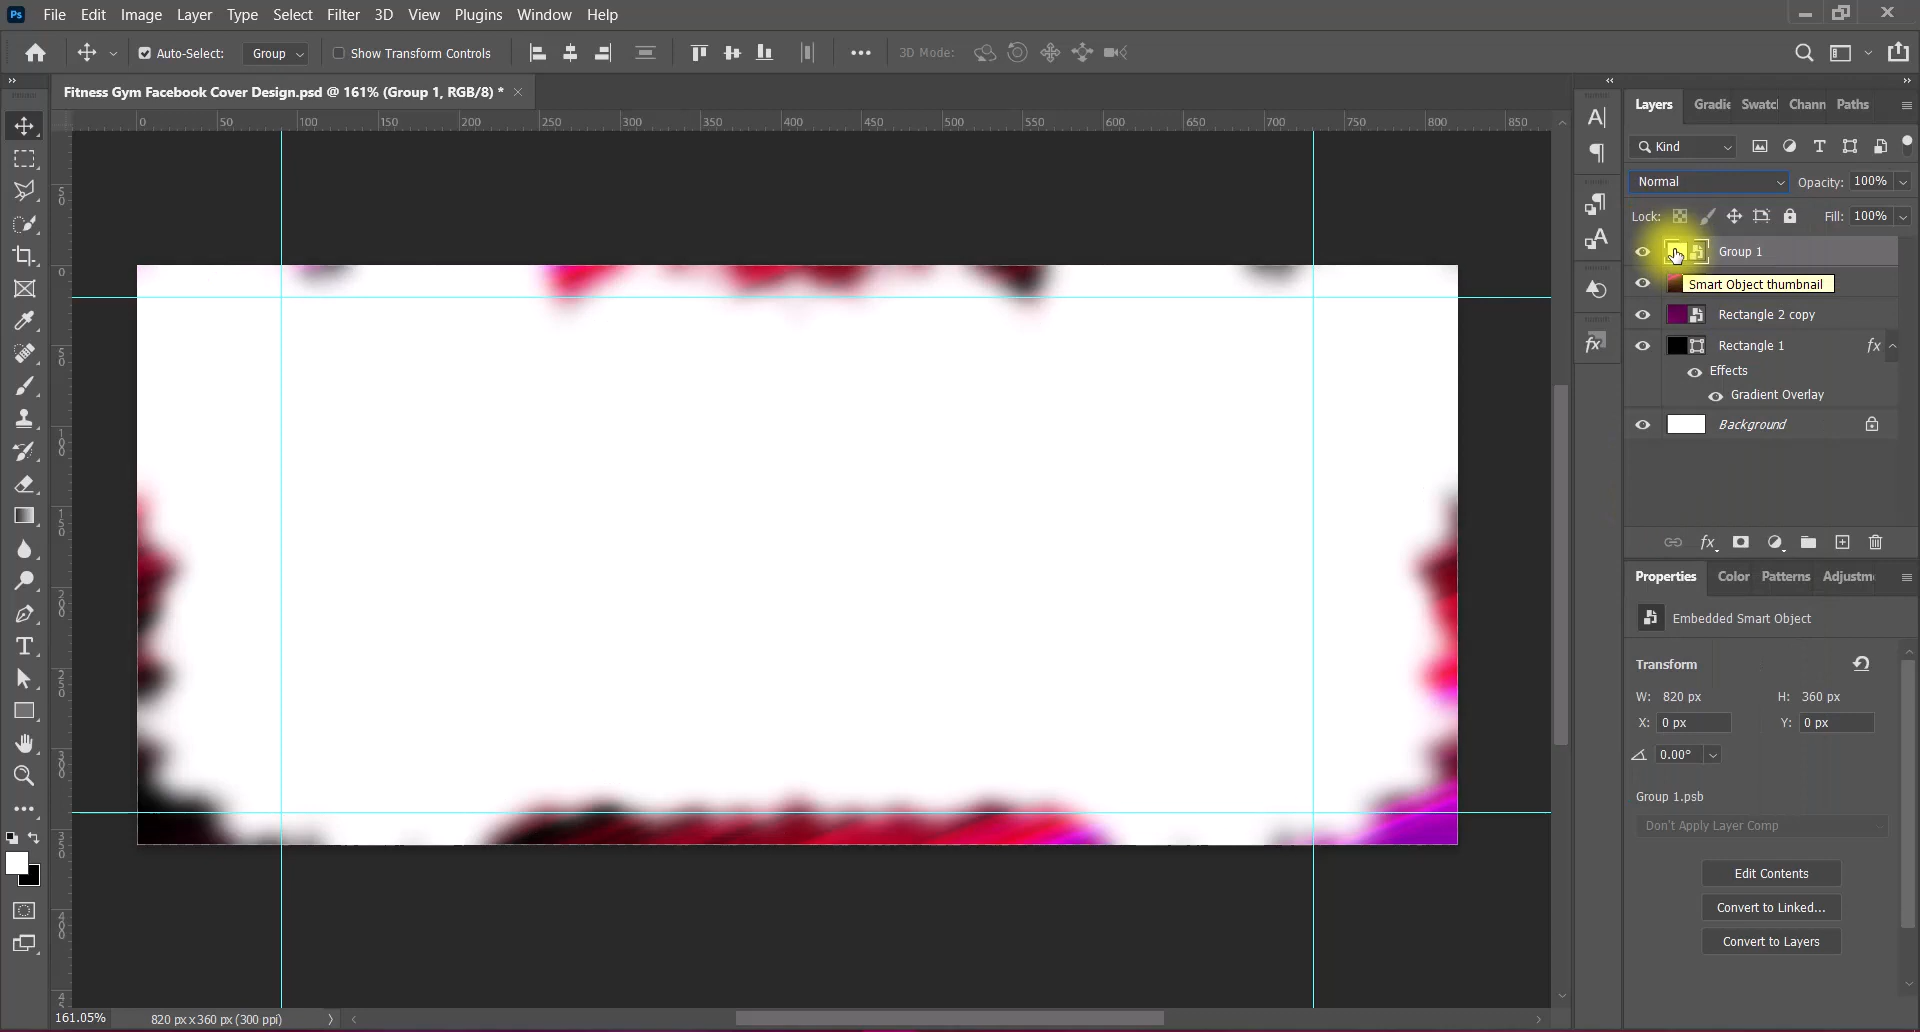 Ps File Edit Image Layer Type Select Filter 3D View Plugins Window Help
Auto-Select: Group Show Transform Controls 3D Mode:
Fitness Gym Facebook Cover Design.psd @ 161% (Group 1, RGB/8) *
0 50 100 150 200 250 300 350 400 450 500 550 600 650 700 750 800 850
Layers Gradie Swatc Chann Paths
Kind
Normal Opacity: 100%
Lock: Fill: 100%
Group 1
Smart Object thumbnail
Rectangle 2 copy
Rectangle 1 fx
Effects
Gradient Overlay
Background
fx
Properties Color Patterns Adjustm
Embedded Smart Object
Transform
W: 820 px H: 360 px
X: 0 px Y: 0 px
0.00°
Group 1.psb
Don't Apply Layer Comp
Edit Contents
Convert to Linked...
Convert to Layers
161.05% 820 px x 360 px (300 ppi)